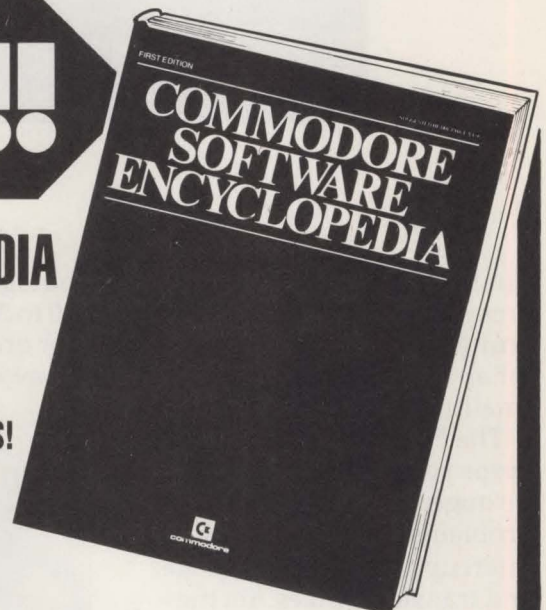 !!
FIRST EDITION
COMMODORE
SOFTWARE
ENCYCLOPEDIA
DIA
S!
commodore